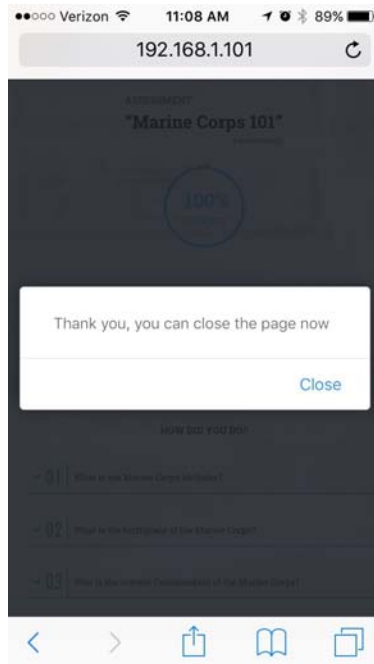 Verizon 11:08 AM 89%
192.168.1.101
ASSESSMENT
"Marine Corps 101"
100%
Thank you, you can close the page now
Close
HOW DID YOU DO?
01 What is the Marine Corps birthday?
02 What is the birthplace of the Marine Corps?
03 Who is the current Commandant of the Marine Corps?